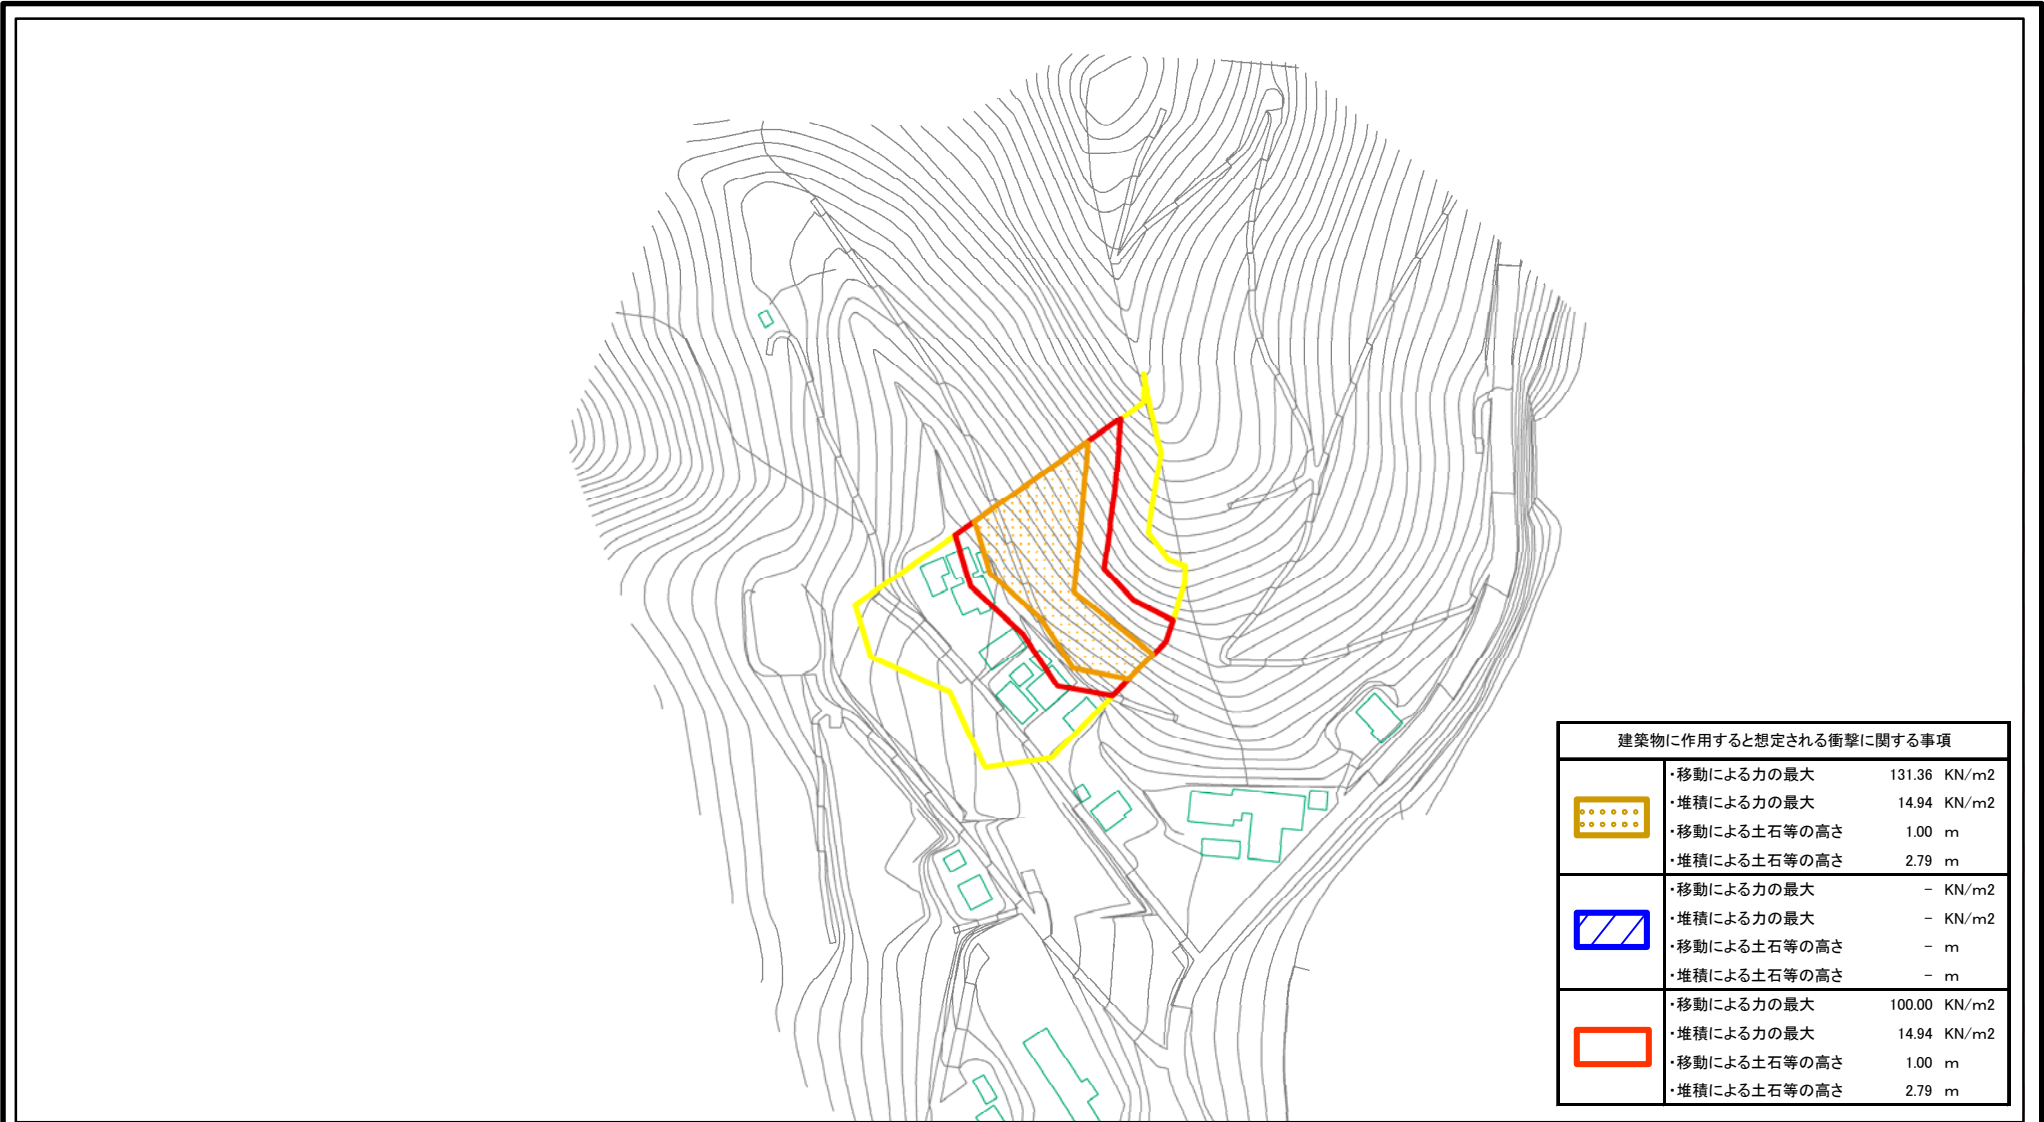 建築物に作用すると想定される衝撃に関する事項
・移動による力の最大 131.36 KN/m2
・堆積による力の最大 14.94 KN/m2
・移動による土石等の高さ 1.00 m
・堆積による土石等の高さ 2.79 m
・移動による力の最大 - KN/m2
・堆積による力の最大 - KN/m2
・移動による土石等の高さ - m
・堆積による土石等の高さ - m
・移動による力の最大 100.00 KN/m2
・堆積による力の最大 14.94 KN/m2
・移動による土石等の高さ 1.00 m
・堆積による土石等の高さ 2.79 m